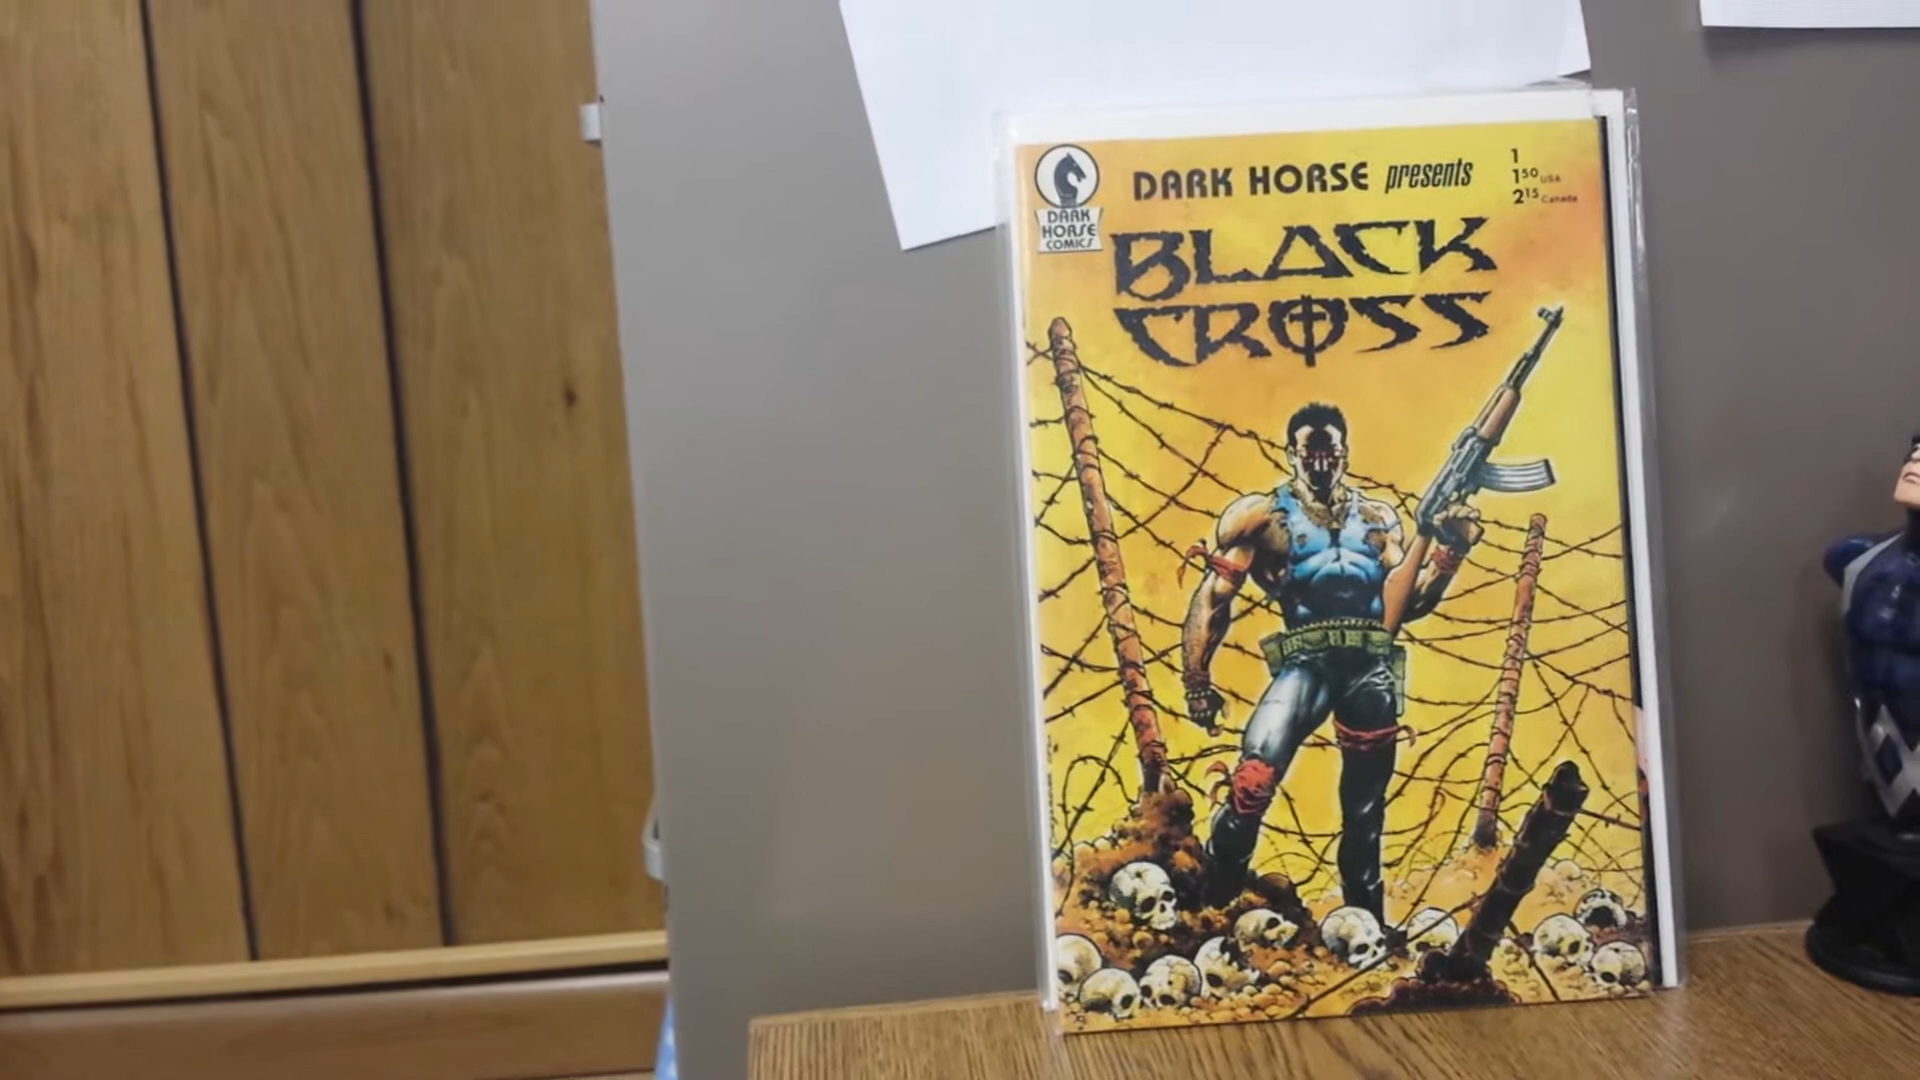 DARK HORSE presents
1
1.50 USA
2.15 Canada
DARK
HORSE
COMICS
BLACK
CROSS